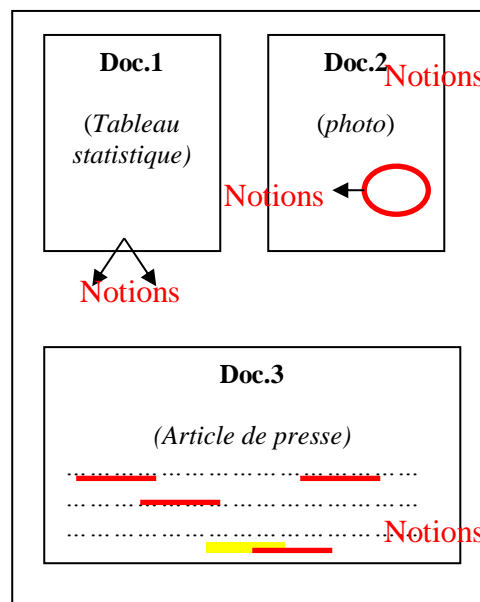 Doc.1
(Tableau
statistique)
Doc.2
Notions
(photo)
Notions
Notions
Doc.3
(Article de presse)
………………………………………
………………………………………
………………………………………
Notions